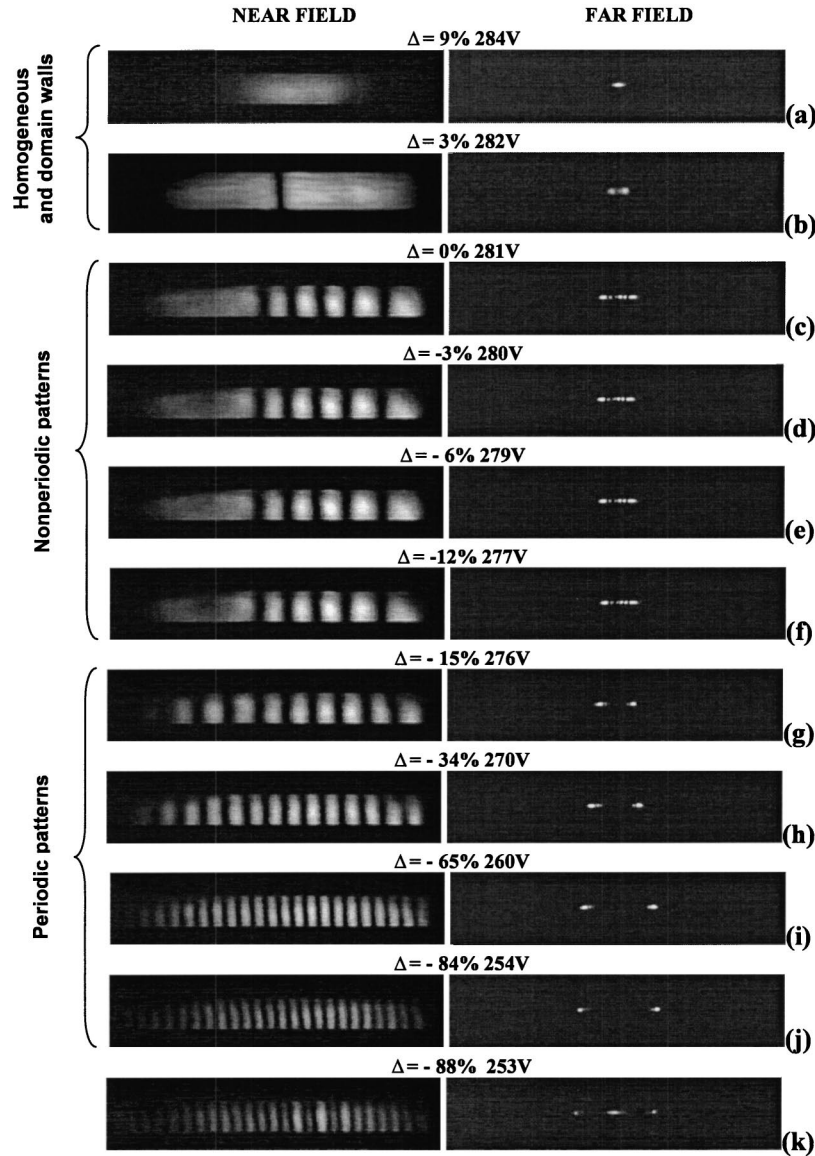 NEAR FIELD FAR FIELD
Δ = 9% 284V
(a)
Homogeneous
and domain walls
Δ = 3% 282V
(b)
Δ = 0% 281V
(c)
Nonperiodic patterns
Δ = -3% 280V
(d)
Δ = - 6% 279V
(e)
Δ = -12% 277V
(f)
Δ = - 15% 276V
(g)
Periodic patterns
Δ = - 34% 270V
(h)
Δ = - 65% 260V
(i)
Δ = - 84% 254V
(j)
Δ = - 88% 253V
(k)